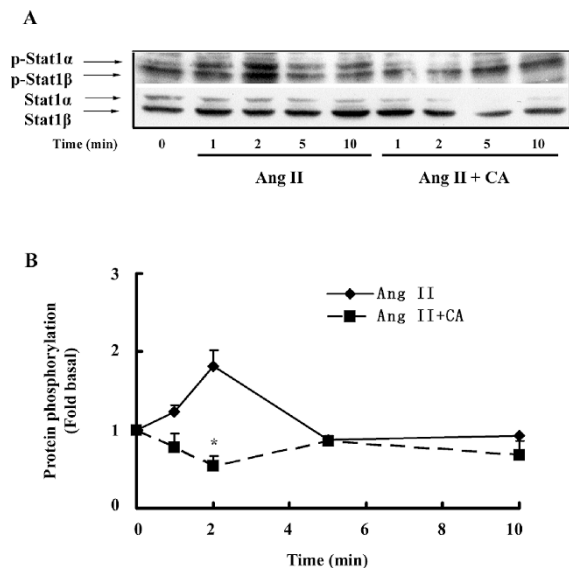 A
p-Stat1α
p-Stat1β
Stat1α
Stat1β
Time (min) 0 1 2 5 10 1 2 5 10
Ang II Ang II + CA
B
Protein phosphorylation
(Fold basal)
3
2
1
0
Ang II
Ang II+CA
*
0 2 4 6 8 10
Time (min)